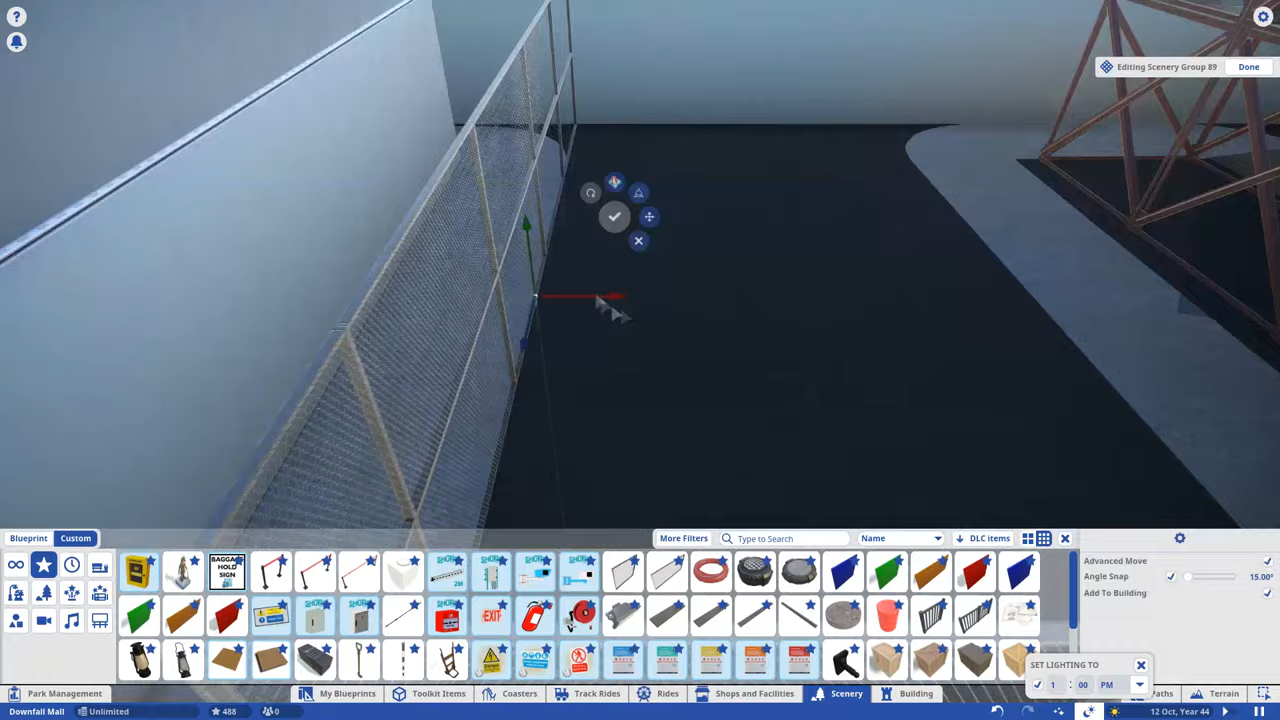 ?
Editing Scenery Group 89
Done
Blueprint
Custom
More Filters
Type to Search
Name
DLC items
BAGGAGE HOLD SIGN
2M
EXIT
Advanced Move
Angle Snap
15.00°
Add To Building
SET LIGHTING TO
1 : 00 PM
Park Management
My Blueprints
Toolkit Items
Coasters
Track Rides
Rides
Shops and Facilities
Scenery
Building
Paths
Terrain
Downfall Mall
Unlimited
488
0
12 Oct, Year 44